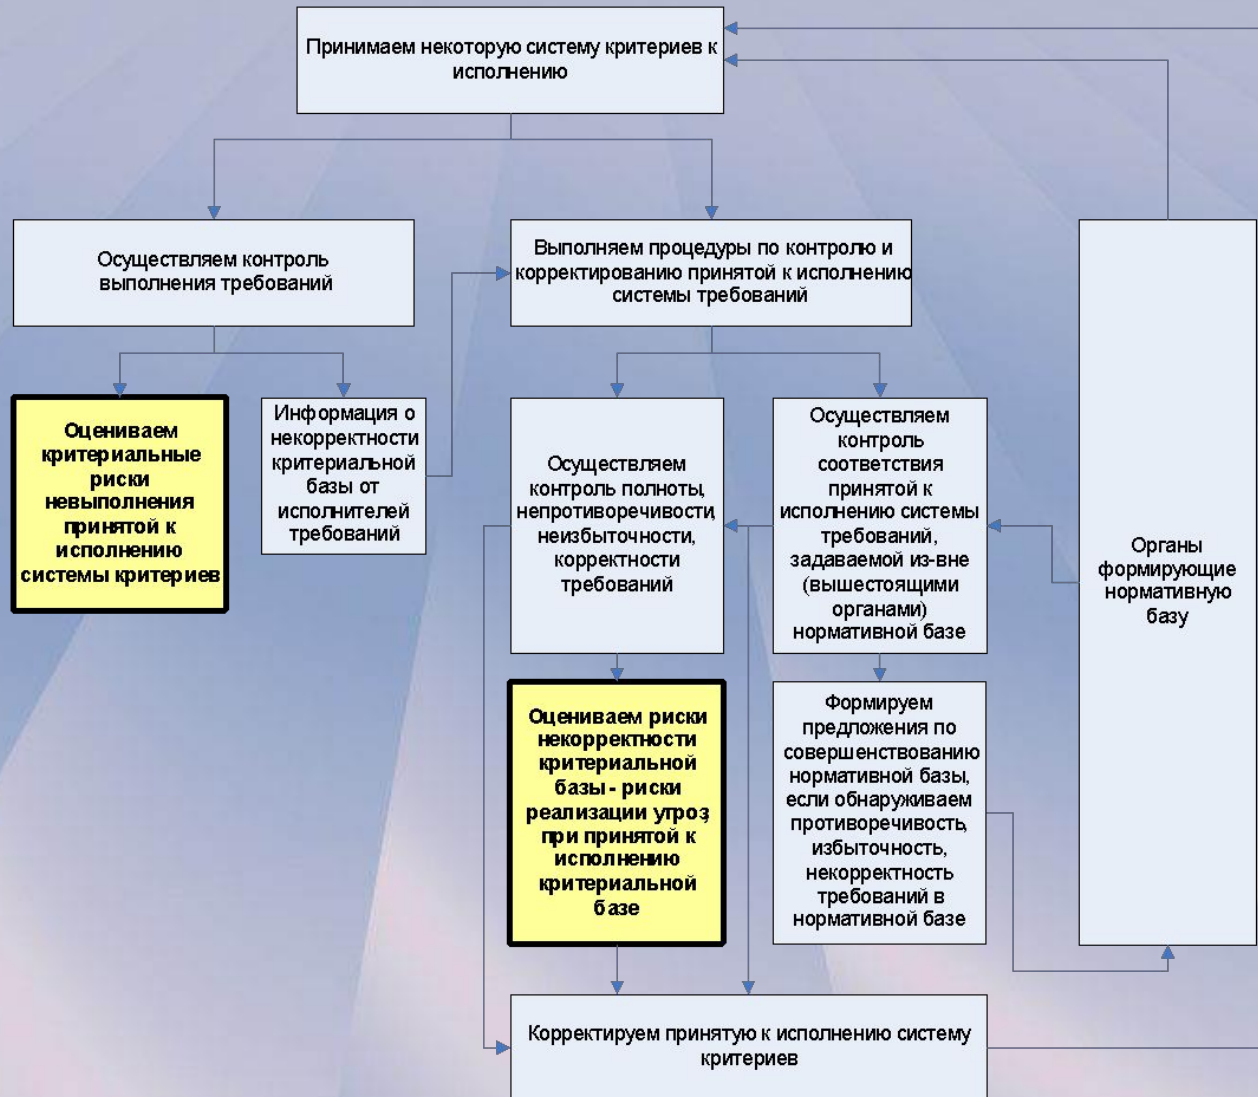 Принимаем некоторую систему критериев к
исполнению
Осуществляем контроль
выполнения требований
Выполняем процедуры по контролю и
корректированию принятой к исполнению
системы требований
Оцениваем
критериальные
риски
невыполнения
принятой к
исполнению
системы критериев
Информация о
некорректности
критериальной
базы от
исполнителей
требований
Осуществляем
контроль полноты,
непротиворечивости,
неизбыточности,
корректности
требований
Осуществляем
контроль
соответствия
принятой к
исполнению системы
требований,
задаваемой из-вне
(вышестоящими
органами)
нормативной базе
Органы
формирующие
нормативную
базу
Оцениваем риски
некорректности
критериальной
базы - риски
реализации угроз,
при принятой к
исполнению
критериальной
базе
Формируем
предложения по
совершенствованию
нормативной базы,
если обнаруживаем
противоречивость,
избыточность,
некорректность
требований в
нормативной базе
Корректируем принятую к исполнению систему
критериев